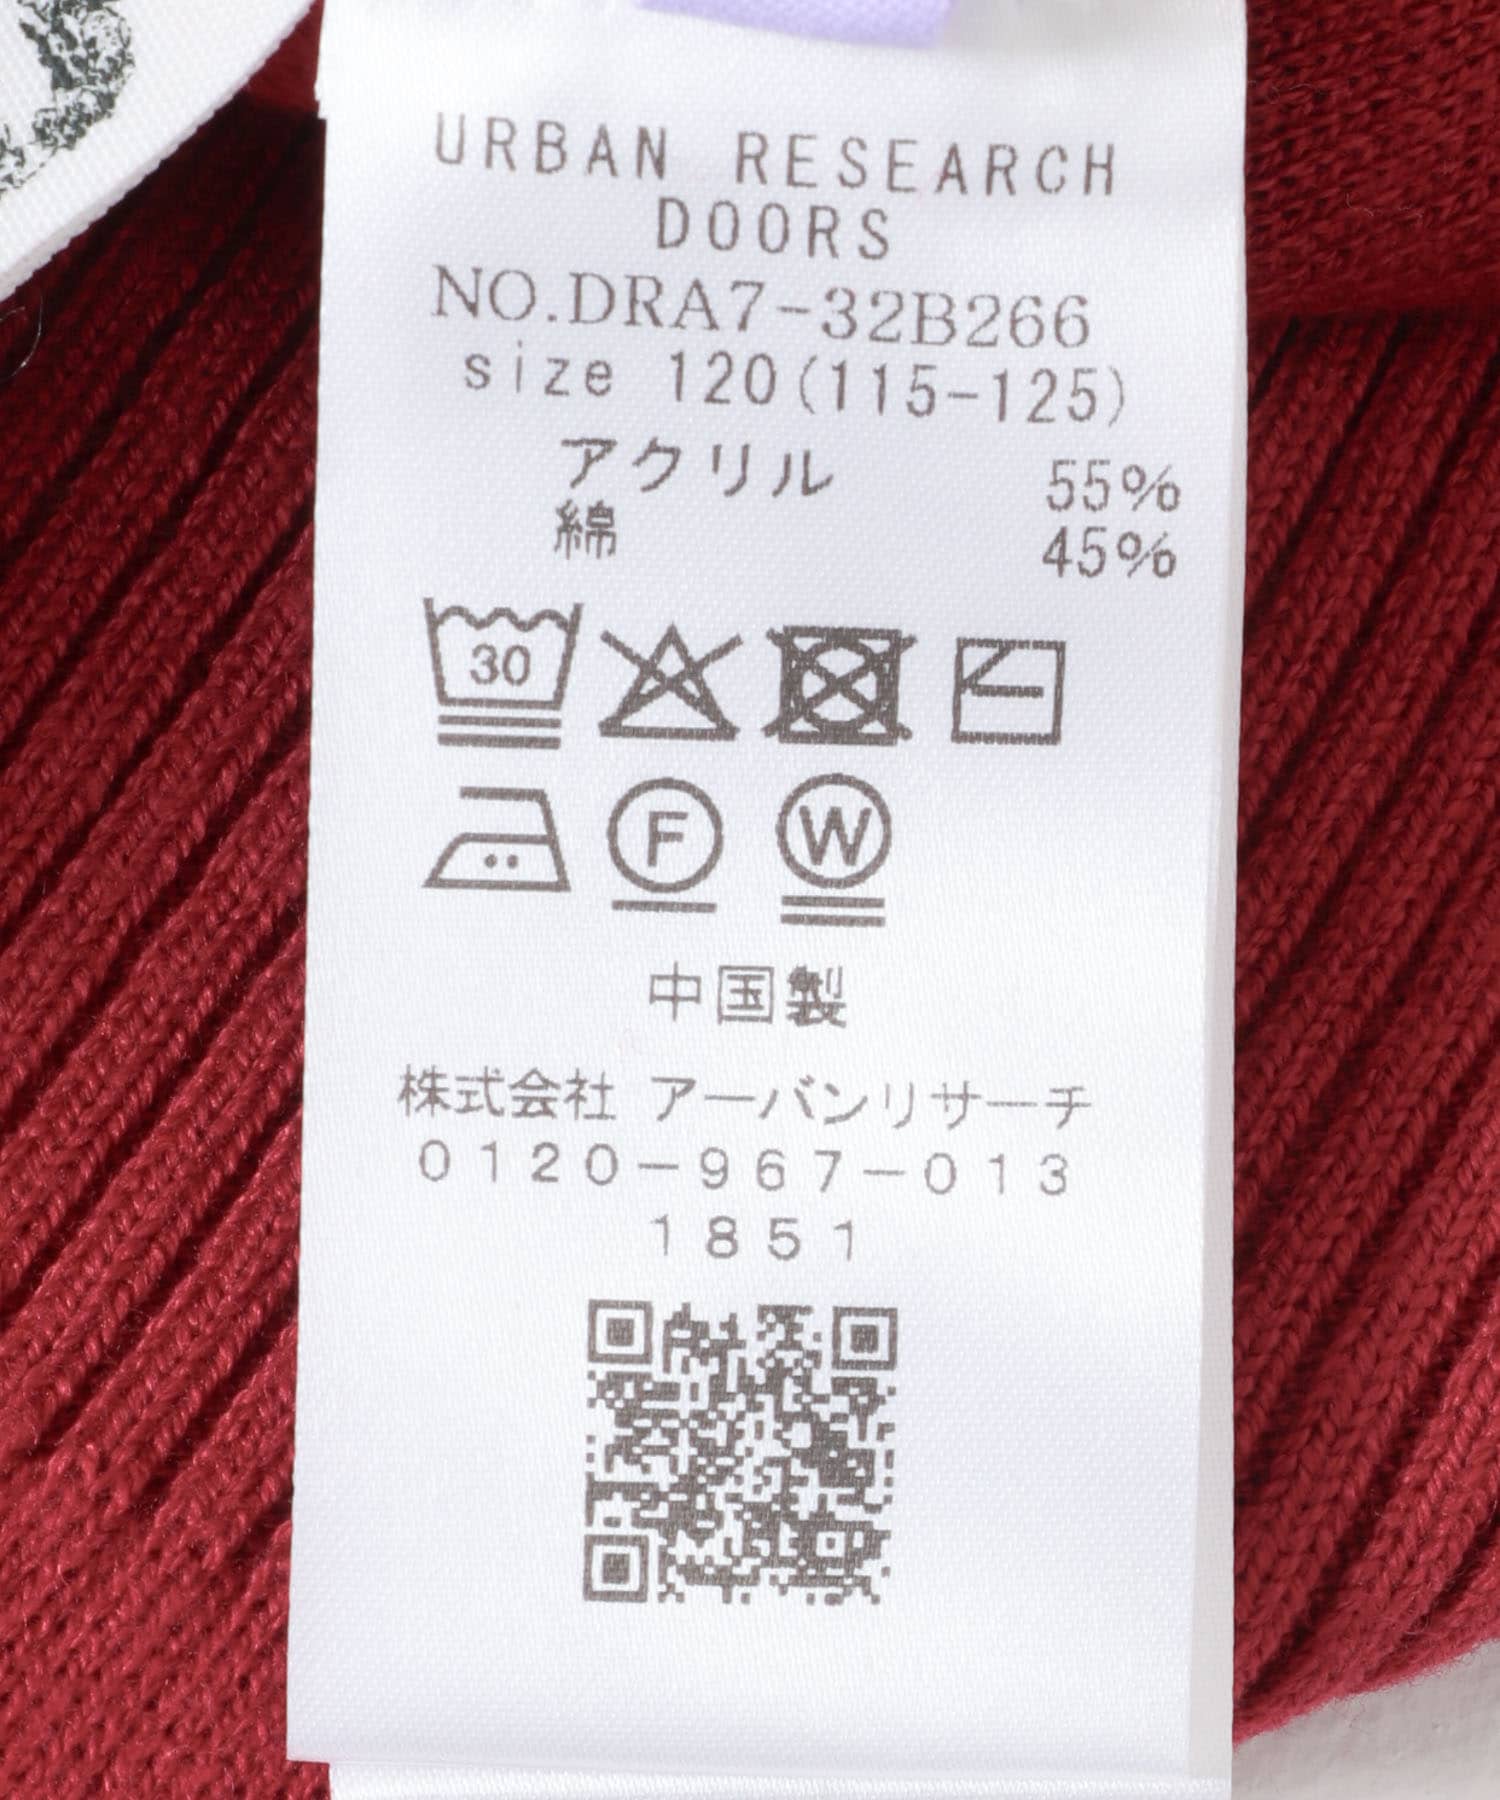 URBAN RESEARCH
DOORS
NO.DRA7-32B266
size 120(115-125)
アクリル 55%
綿 45%
30
F W
中国製
株式会社 アーバンリサーチ
0120-967-013
1851